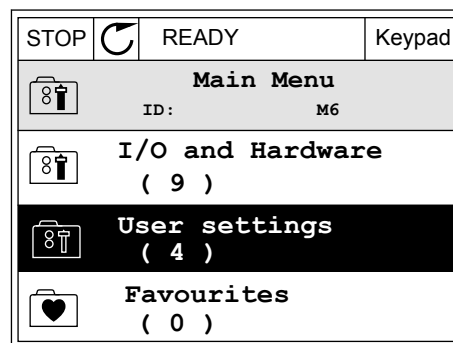 STOP READY Keypad
Main Menu
ID: M6
I/O and Hardware
( 9 )
User settings
( 4 )
Favourites
( 0 )